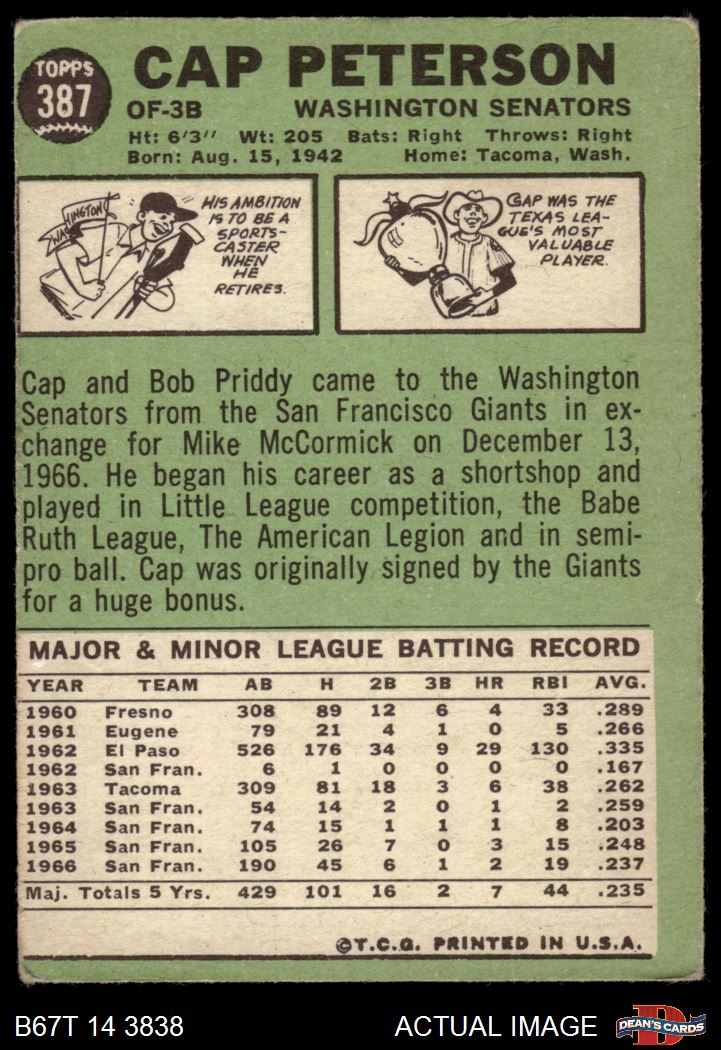 TOPPS
387
CAP PETERSON
OF-3B WASHINGTON SENATORS
Ht: 6'3" Wt: 205 Bats: Right Throws: Right
Born: Aug. 15, 1942 Home: Tacoma, Wash.
WASHINGTON
HIS AMBITION
IS TO BE A
SPORTS-
CASTER
WHEN
HE
RETIRES.
CAP WAS THE
TEXAS LEA-
GUE'S MOST
VALUABLE
PLAYER.
Cap and Bob Priddy came to the Washington
Senators from the San Francisco Giants in ex-
change for Mike McCormick on December 13,
1966. He began his career as a shortshop and
played in Little League competition, the Babe
Ruth League, The American Legion and in semi-
pro ball. Cap was originally signed by the Giants
for a huge bonus.
MAJOR & MINOR LEAGUE BATTING RECORD
YEAR TEAM AB H 2B 3B HR RBI AVG.
1960 Fresno 308 89 12 6 4 33 .289
1961 Eugene 79 21 4 1 0 5 .266
1962 El Paso 526 176 34 9 29 130 .335
1962 San Fran. 6 1 0 0 0 0 .167
1963 Tacoma 309 81 18 3 6 38 .262
1963 San Fran. 54 14 2 0 1 2 .259
1964 San Fran. 74 15 1 1 1 8 .203
1965 San Fran. 105 26 7 0 3 15 .248
1966 San Fran. 190 45 6 1 2 19 .237
Maj. Totals 5 Yrs. 429 101 16 2 7 44 .235
©T.C.G. PRINTED IN U.S.A.
B67T 14 3838 ACTUAL IMAGE
D
DEAN'S CARDS